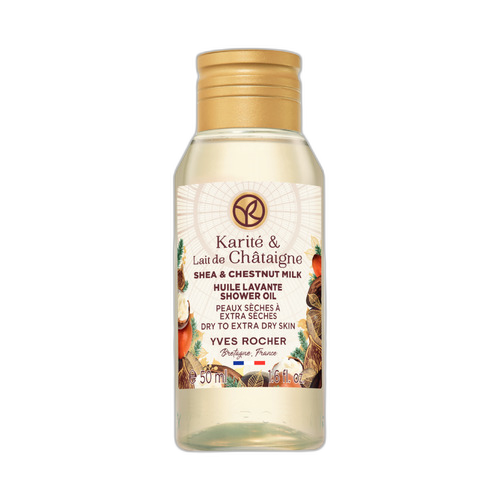 Karité &
Lait de Châtaigne
SHEA & CHESTNUT MILK
HUILE LAVANTE
SHOWER OIL
PEAUX SÈCHES À
EXTRA SÈCHES
DRY TO EXTRA DRY SKIN
YVES ROCHER
Bretagne, France
℮ 50 ml 1.6 fl. oz